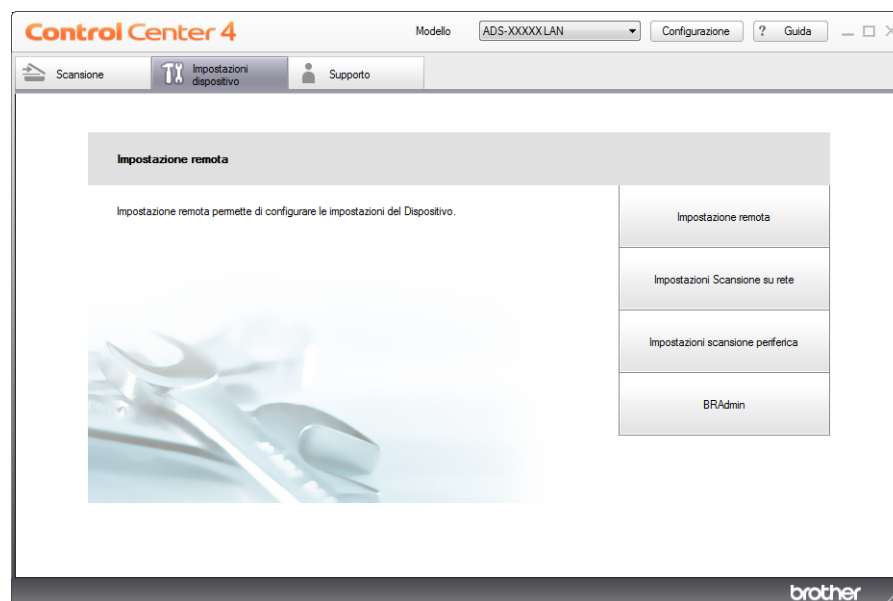 Control Center 4
Modello
ADS-XXXXX LAN
Configurazione
? Guida
Scansione
Impostazioni
dispositivo
Supporto
Impostazione remota
Impostazione remota permette di configurare le impostazioni del Dispositivo.
Impostazione remota
Impostazioni Scansione su rete
Impostazioni scansione periferica
BRAdmin
brother